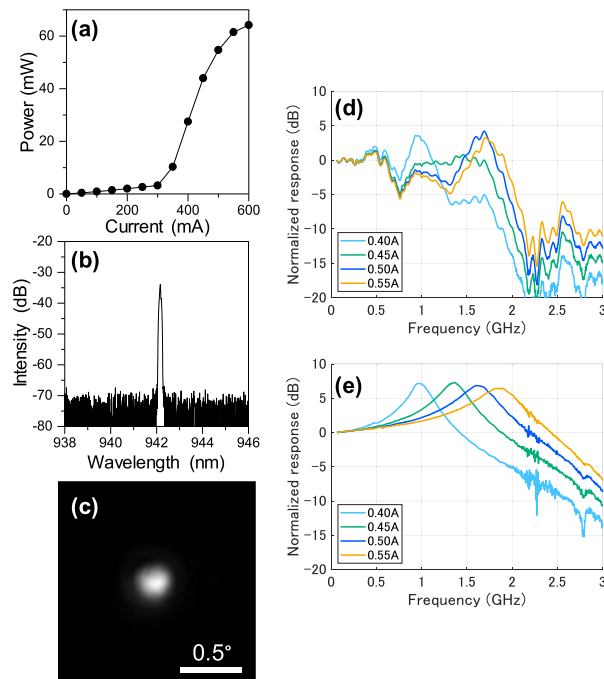 (a)
Power (mW)
60
40
20
0
0
200
400
600
Current (mA)
(b)
Intensity (dB)
-20
-30
-40
-50
-60
-70
-80
938
940
942
944
946
Wavelength (nm)
(c)
0.5°
(d)
Normalized response (dB)
10
5
0
−5
−10
−15
−20
0.40A
0.45A
0.50A
0.55A
0
0.5
1
1.5
2
2.5
3
Frequency (GHz)
(e)
Normalized response (dB)
10
5
0
−5
−10
−15
−20
0.40A
0.45A
0.50A
0.55A
0
0.5
1
1.5
2
2.5
3
Frequency (GHz)